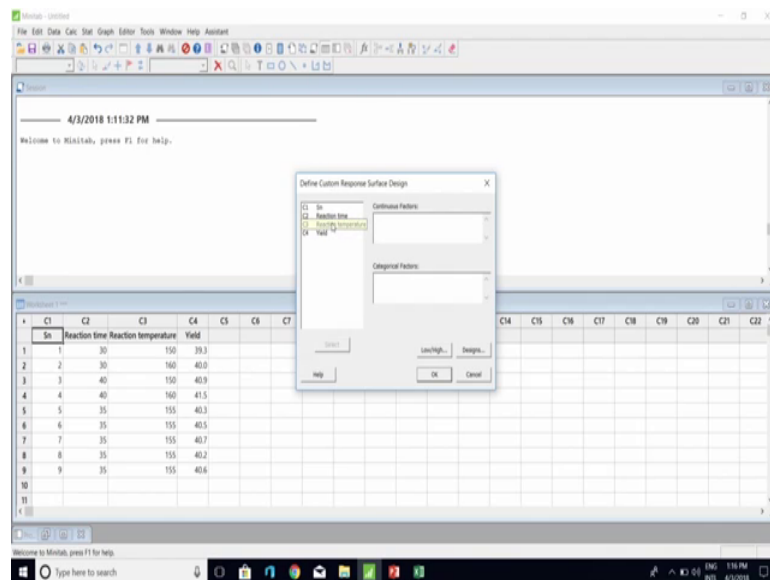 Minitab - Untitled
File Edit Data Calc Stat Graph Editor Tools Window Help Assistant
Session
4/3/2018 1:11:32 PM
Welcome to Minitab, press F1 for help.
Define Custom Response Surface Design
C1 Sn
C2 Reaction time
C3 Reaction temperature
C4 Yield
Continuous Factors:
Categorical Factors:
Select
Low/High...
Designs...
Help
OK
Cancel
Worksheet 1 ***
C1 C2 C3 C4 C5 C6 C7 C14 C15 C16 C17 C18 C19 C20 C21 C22
Sn Reaction time Reaction temperature Yield
1 1 30 150 39.3
2 2 30 160 40.0
3 3 40 150 40.9
4 4 40 160 41.5
5 5 35 155 40.3
6 6 35 155 40.5
7 7 35 155 40.7
8 8 35 155 40.2
9 9 35 155 40.6
10
11
Welcome to Minitab, press F1 for help.
Type here to search
ENG 1:16 PM
4/3/2018